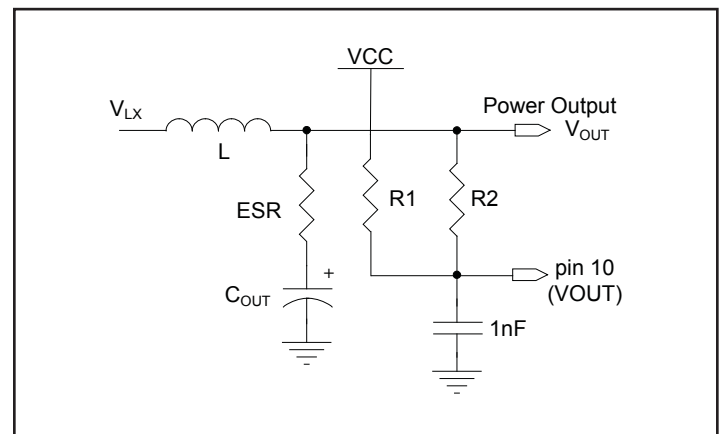 VCC
VLX
Power Output
VOUT
L
R1
R2
ESR
+
COUT
pin 10
(VOUT)
1nF